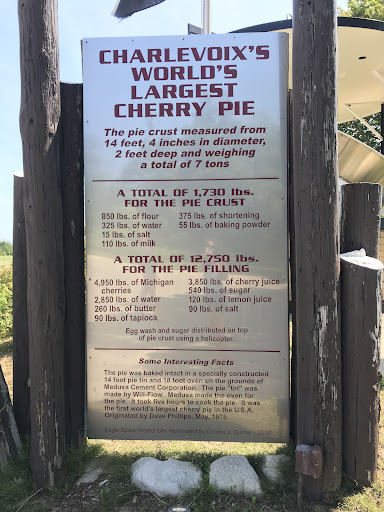 CHARLEVOIX'S
WORLD'S
LARGEST
CHERRY PIE
The pie crust measured from
14 feet, 4 inches in diameter,
2 feet deep and weighing
a total of 7 tons
A TOTAL OF 1,730 lbs.
FOR THE PIE CRUST
850 lbs. of flour
325 lbs. of water
15 lbs. of salt
110 lbs. of milk
375 lbs. of shortening
55 lbs. of baking powder
A TOTAL OF 12,750 lbs.
FOR THE PIE FILLING
4,950 lbs. of Michigan
cherries
2,850 lbs. of water
260 lbs. of butter
90 lbs. of tapioca
3,850 lbs. of cherry juice
540 lbs. of sugar
120 lbs. of lemon juice
90 lbs. of salt
Egg wash and sugar distributed on top
of pie crust using a helicopter.
Some Interesting Facts
The pie was baked intact in a specially constructed
14 foot pie tin and 18 foot oven on the grounds of
Medusa Cement Corporation. The pie "tin" was
made by Will-Flow. Medusa made the oven for
the pie. It took five hours to cook the pie. It was
the first world's largest cherry pie in the U.S.A.
Originated by Dave Phillips, May, 1976.
Eagle Scout Project Site Restoration by